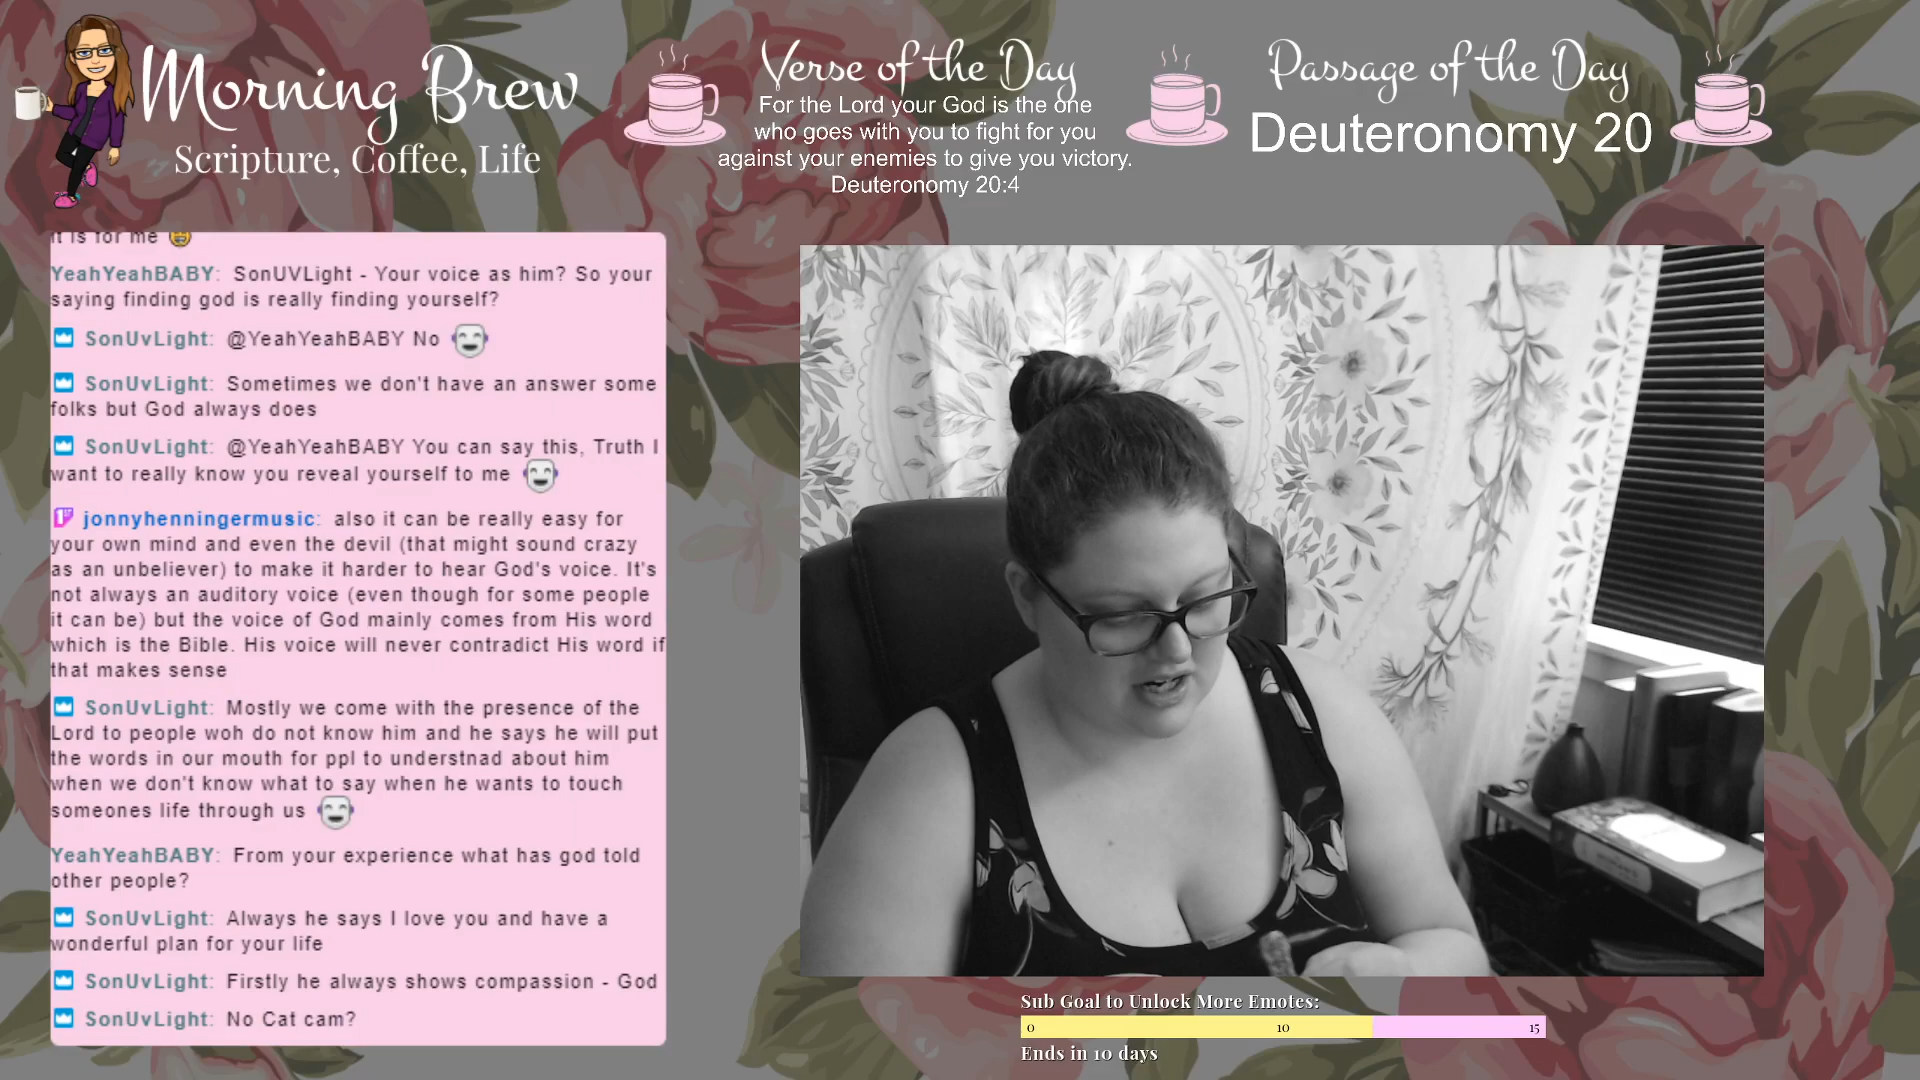 Morning Brew
Scripture, Coffee, Life
Verse of the Day
For the Lord your God is the one
who goes with you to fight for you
against your enemies to give you victory.
Deuteronomy 20:4
Passage of the Day
Deuteronomy 20
it is for me
YeahYeahBABY: SonUVLight - Your voice as him? So your
saying finding god is really finding yourself?
SonUvLight: @YeahYeahBABY No
SonUvLight: Sometimes we don't have an answer some
folks but God always does
SonUvLight: @YeahYeahBABY You can say this, Truth I
want to really know you reveal yourself to me
jonnyhenningermusic: also it can be really easy for
your own mind and even the devil (that might sound crazy
as an unbeliever) to make it harder to hear God's voice. It's
not always an auditory voice (even though for some people
it can be) but the voice of God mainly comes from His word
which is the Bible. His voice will never contradict His word if
that makes sense
SonUvLight: Mostly we come with the presence of the
Lord to people woh do not know him and he says he will put
the words in our mouth for ppl to understnad about him
when we don't know what to say when he wants to touch
someones life through us
YeahYeahBABY: From your experience what has god told
other people?
SonUvLight: Always he says I love you and have a
wonderful plan for your life
SonUvLight: Firstly he always shows compassion - God
SonUvLight: No Cat cam?
Sub Goal to Unlock More Emotes:
0 10 15
Ends in 10 days